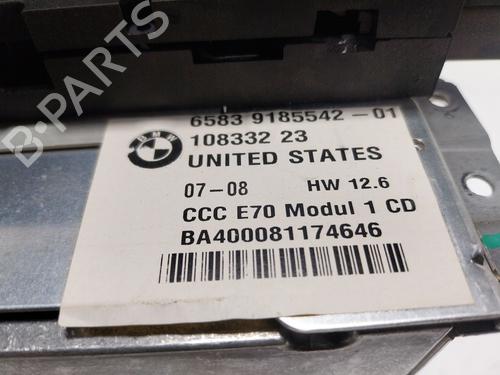 6583 9185542-01
BMW
108332 23
UNITED STATES
07-08 HW 12.6
CCC E70 Modul 1 CD
BA400081174646
B-PARTS